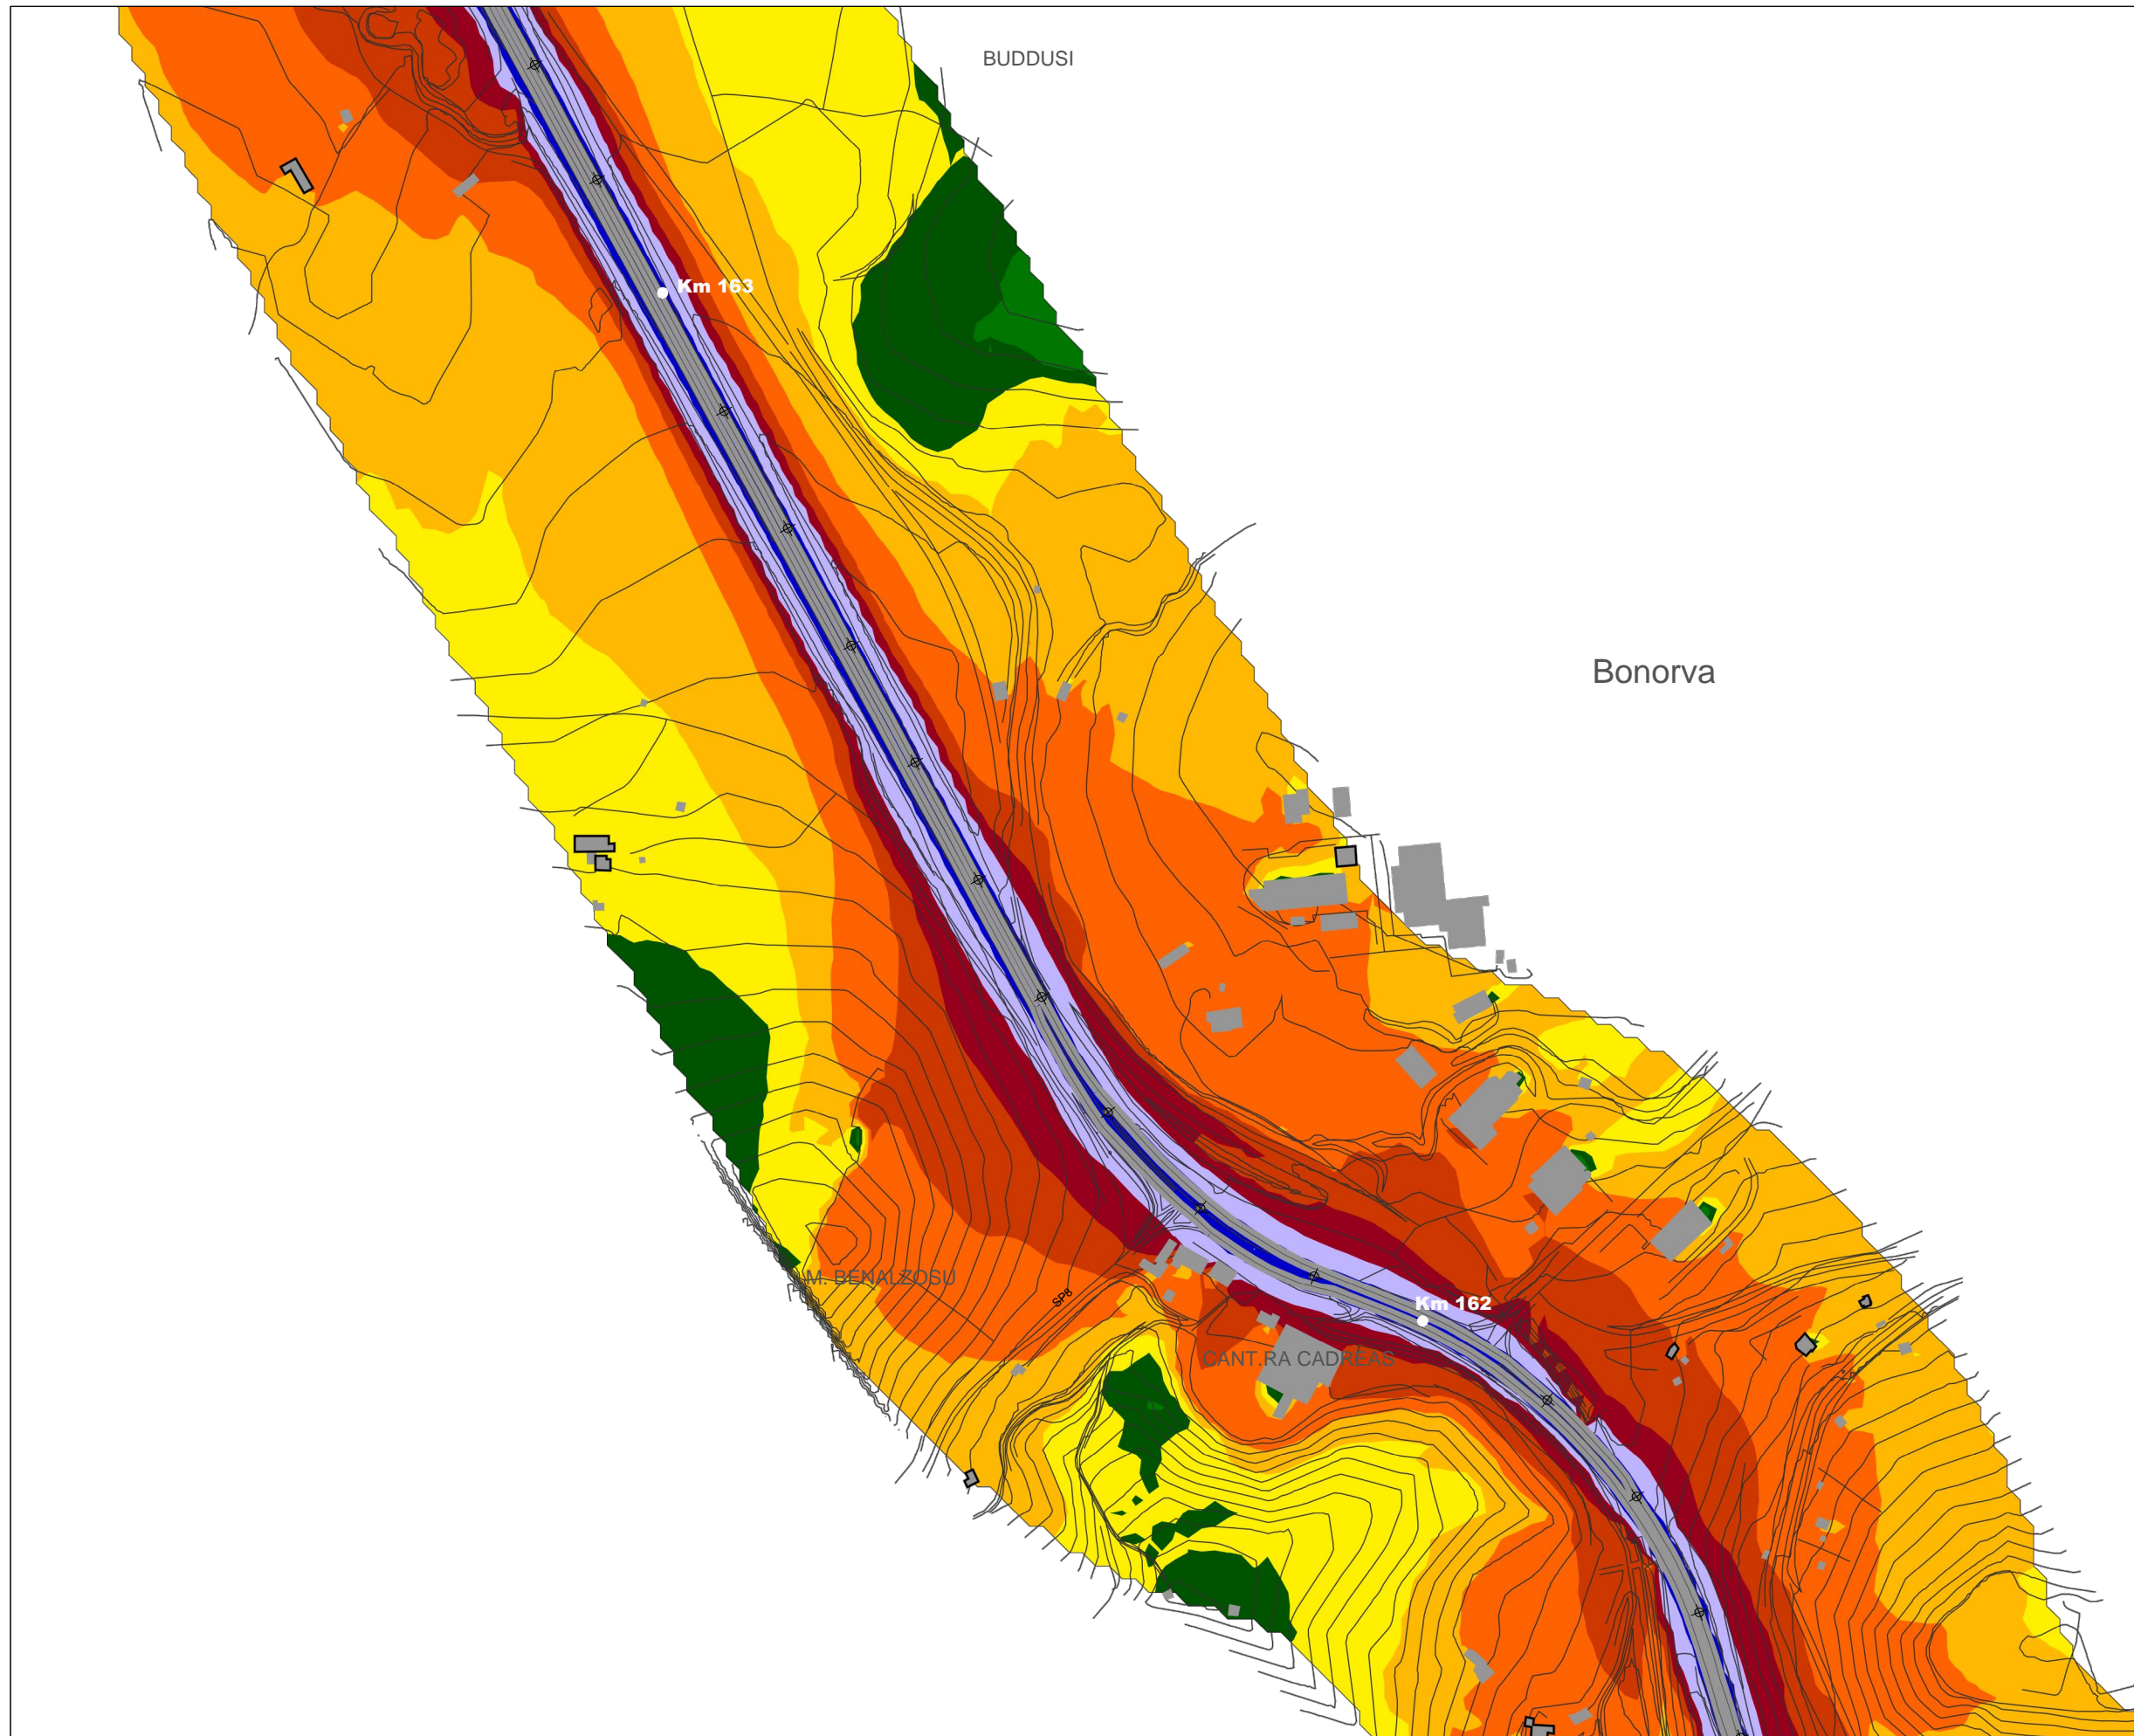 BUDDUSI
Km 163
Bonorva
M. BENALZOSU
SP8
Km 162
CANT.RA CADREAS